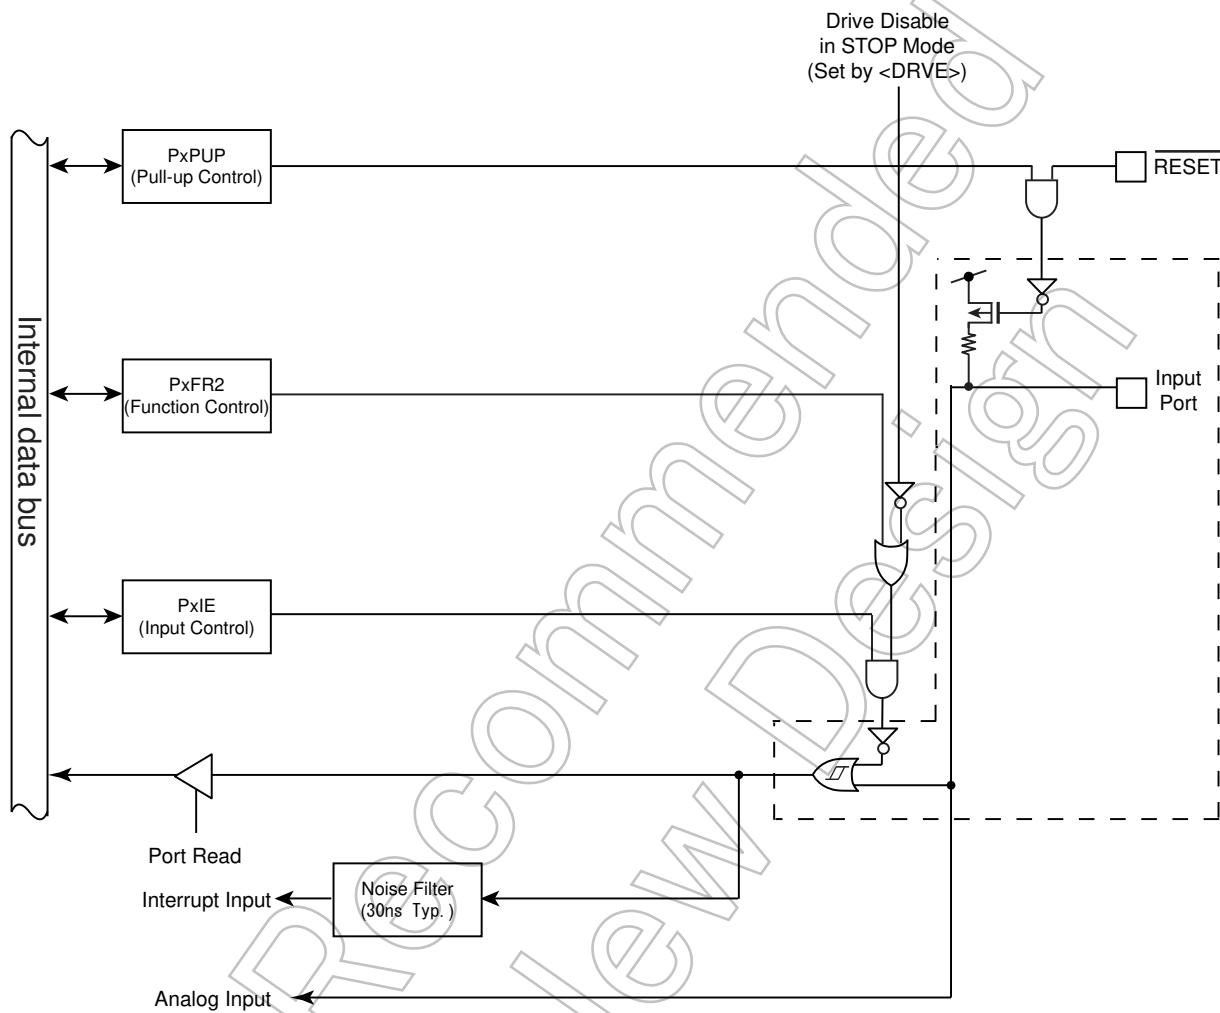 Drive Disable
in STOP Mode
(Set by <DRVE>)
PxPUP
(Pull-up Control)
RESET
Internal data bus
PxFR2
(Function Control)
Input
Port
PxIE
(Input Control)
Port Read
Interrupt Input
Noise Filter
(30ns Typ. )
Analog Input
Recommended
New Design